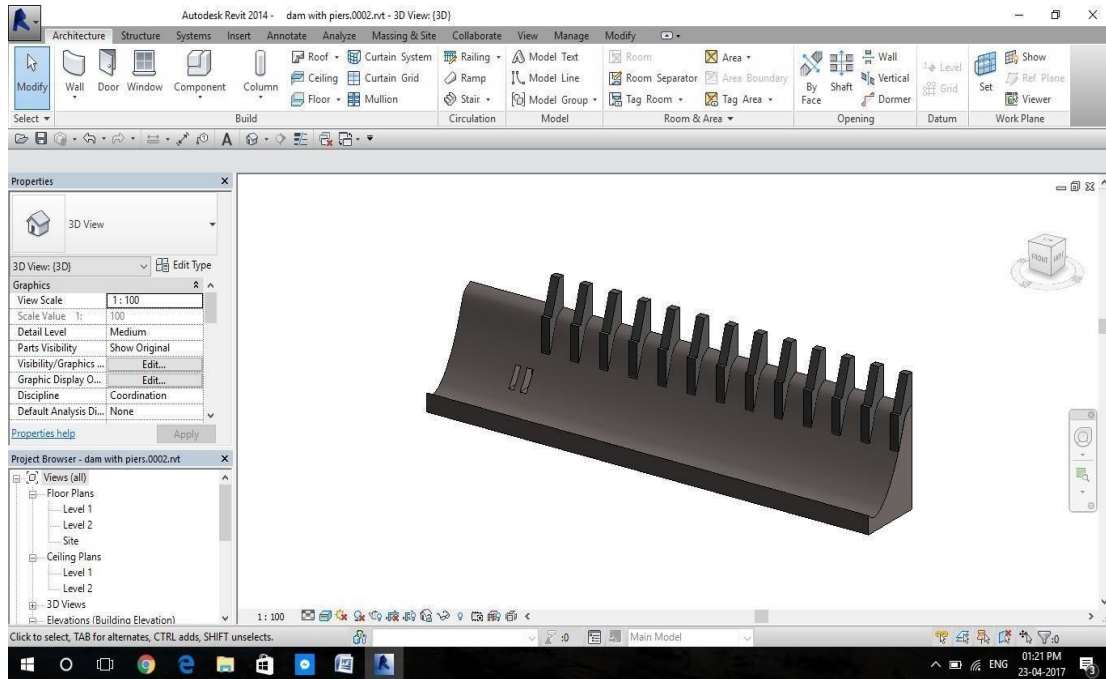 Autodesk Revit 2014 - dam with piers.0002.rvt - 3D View: {3D}
Architecture Structure Systems Insert Annotate Analyze Massing & Site Collaborate View Manage Modify
Roof Curtain System Railing Model Text Room Area Wall Show
Ceiling Curtain Grid Ramp Model Line Room Separator Area Boundary Vertical Level Ref Plane
Modify Wall Door Window Component Column By Face Shaft Grid Set
Floor Mullion Stair Model Group Tag Room Tag Area Dormer Viewer
Select Build Circulation Model Room & Area Opening Datum Work Plane
Properties
3D View
3D View: {3D} Edit Type
Graphics
View Scale 1 : 100
Scale Value 1: 100
Detail Level Medium
Parts Visibility Show Original
Visibility/Graphics ... Edit...
Graphic Display O... Edit...
Discipline Coordination
Default Analysis Di... None
Properties help Apply
Project Browser - dam with piers.0002.rvt
Views (all)
Floor Plans
Level 1
Level 2
Site
Ceiling Plans
Level 1
Level 2
3D Views
Elevations (Building Elevation)
FRONT
1 : 100
Click to select, TAB for alternates, CTRL adds, SHIFT unselects. :0 Main Model :0
ENG 01:21 PM
23-04-2017